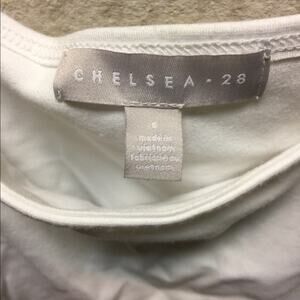 CHELSEA - 28
S
made in
vietnam
fabriqué au
vietnam